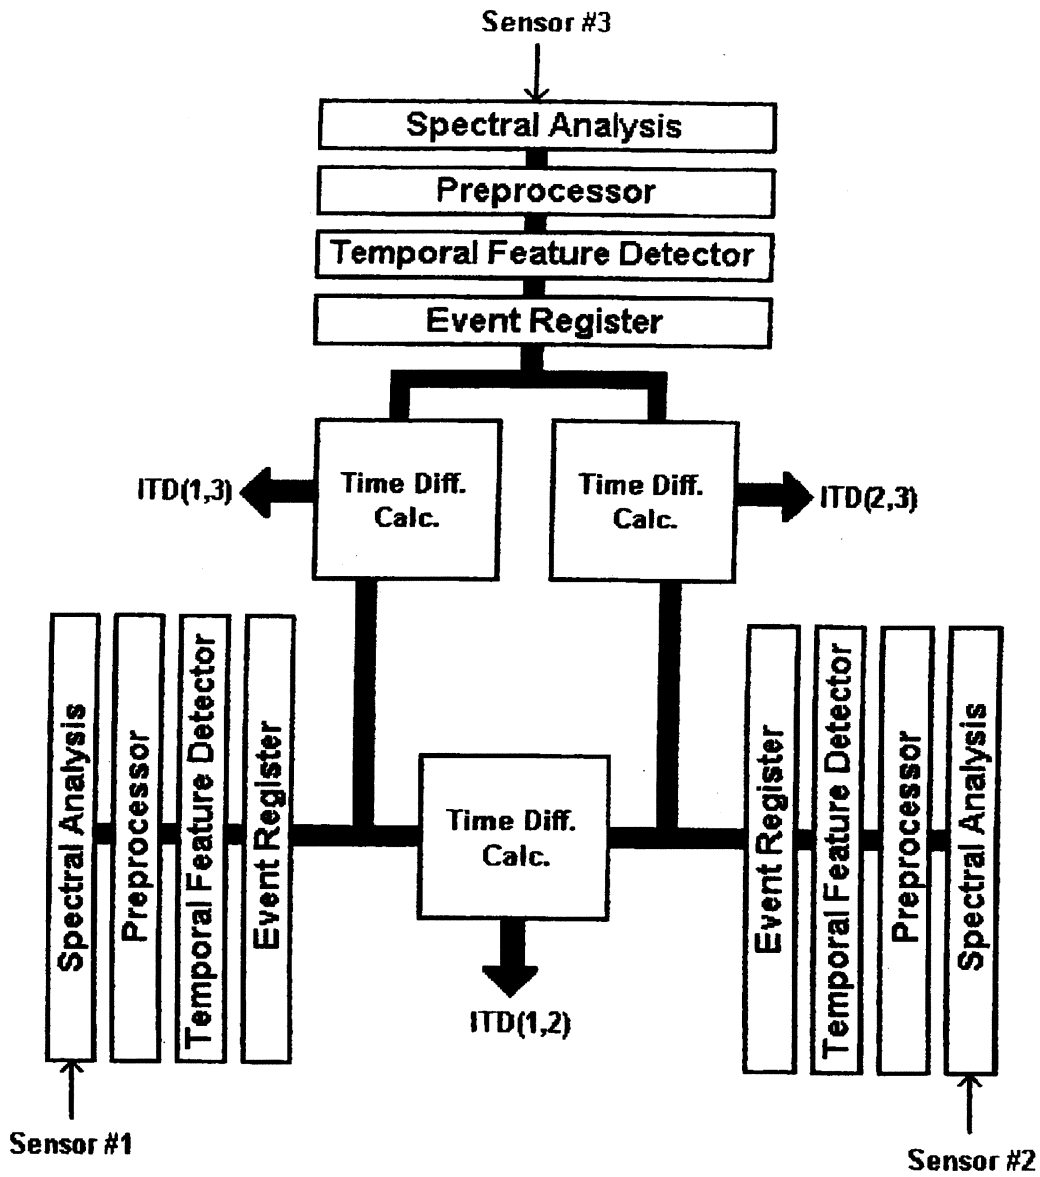 Sensor #3
Spectral Analysis
Preprocessor
Temporal Feature Detector
Event Register
ITD(1,3)
Time Diff.
Calc.
Time Diff.
Calc.
ITD(2,3)
Spectral Analysis
Preprocessor
Temporal Feature Detector
Event Register
Time Diff.
Calc.
ITD(1,2)
Event Register
Temporal Feature Detector
Preprocessor
Spectral Analysis
Sensor #1
Sensor #2